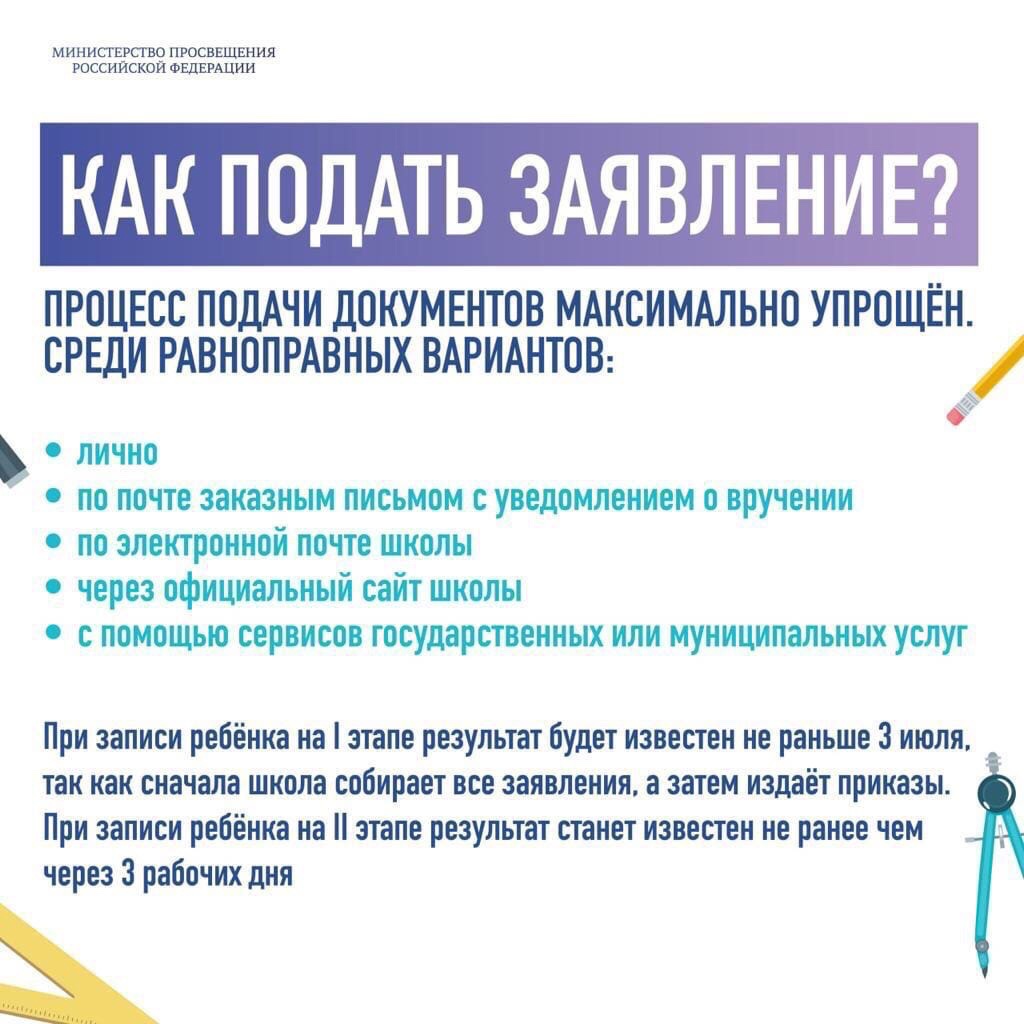 МИНИСТЕРСТВО ПРОСВЕЩЕНИЯ
РОССИЙСКОЙ ФЕДЕРАЦИИ
КАК ПОДАТЬ ЗАЯВЛЕНИЕ?
ПРОЦЕСС ПОДАЧИ ДОКУМЕНТОВ МАКСИМАЛЬНО УПРОЩЁН.
СРЕДИ РАВНОПРАВНЫХ ВАРИАНТОВ:
• лично
• по почте заказным письмом с уведомлением о вручении
• по электронной почте школы
• через официальный сайт школы
• с помощью сервисов государственных или муниципальных услуг
При записи ребёнка на I этапе результат будет известен не раньше 3 июля,
так как сначала школа собирает все заявления, а затем издаёт приказы.
При записи ребёнка на II этапе результат станет известен не ранее чем
через 3 рабочих дня